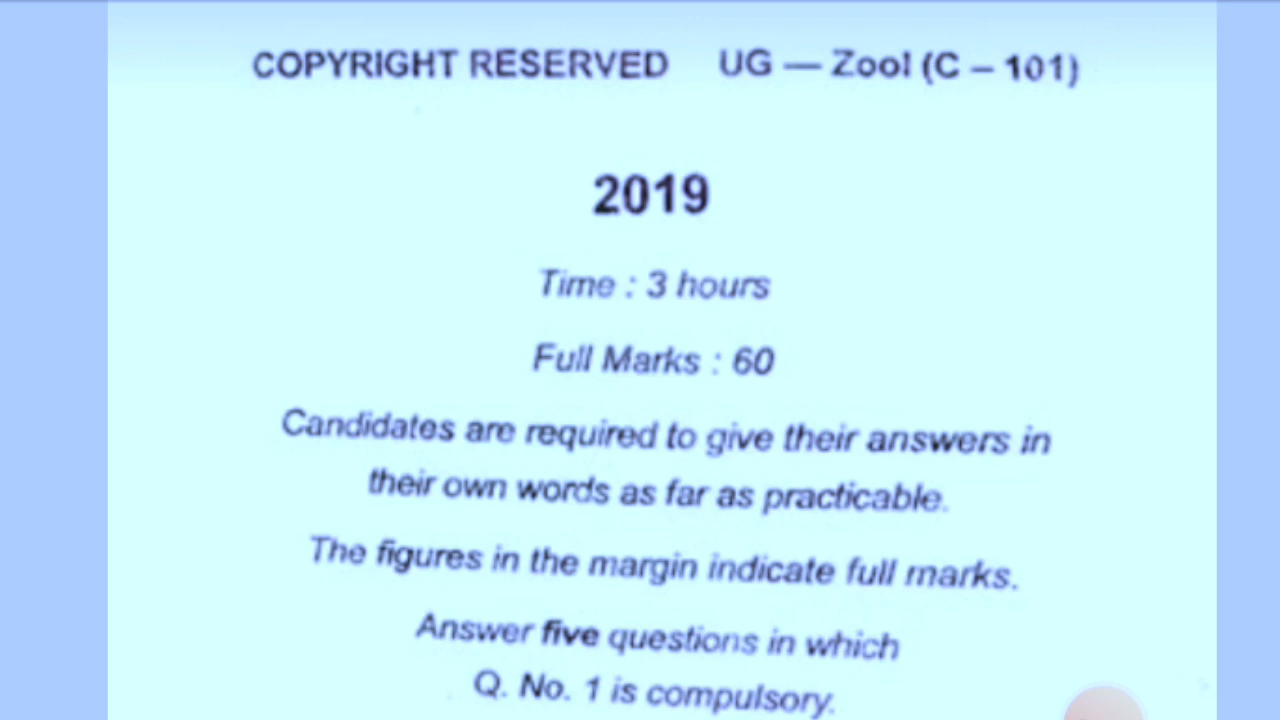 COPYRIGHT RESERVED UG — Zool (C – 101)
2019
Time : 3 hours
Full Marks : 60
Candidates are required to give their answers in
their own words as far as practicable.
The figures in the margin indicate full marks.
Answer five questions in which
Q. No. 1 is compulsory.